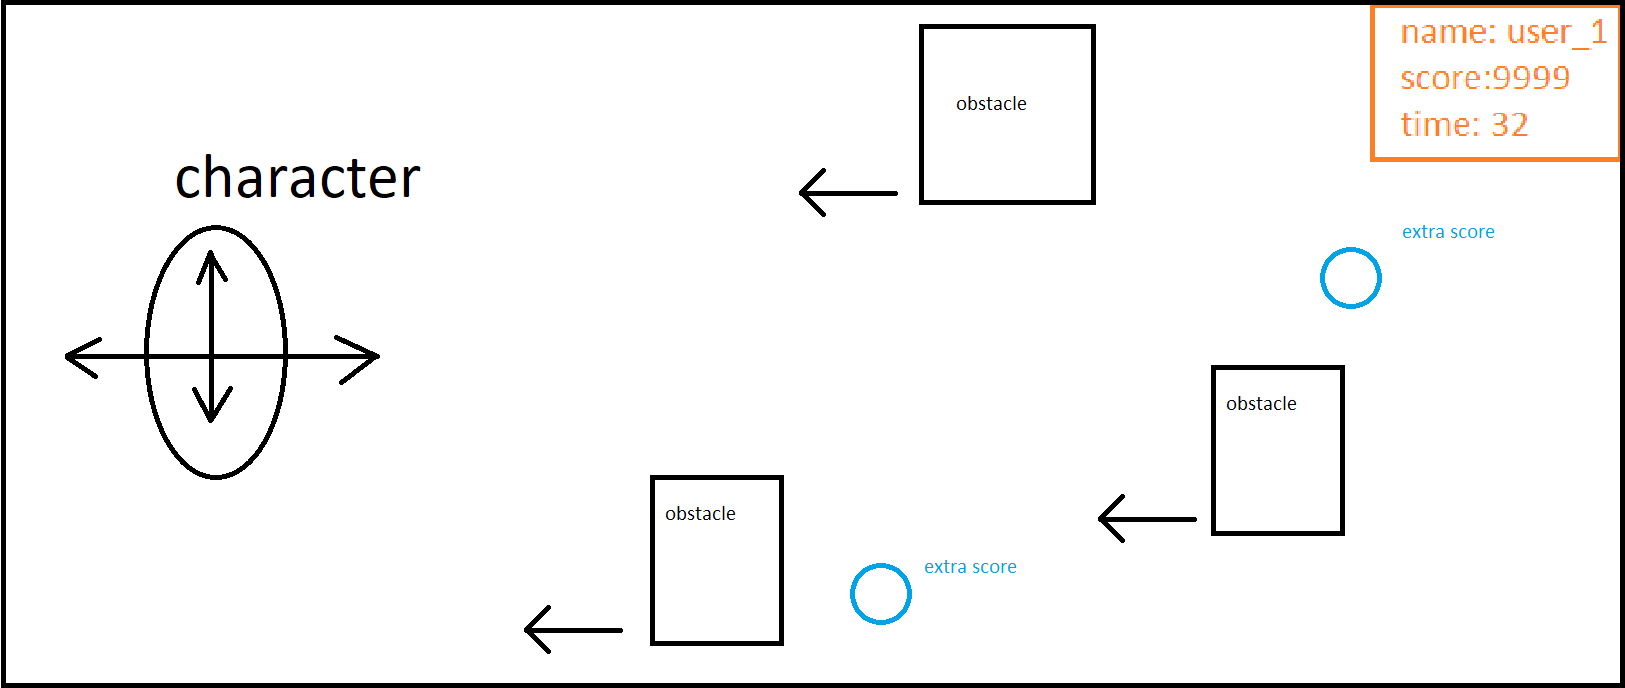 name: user_1
score:9999
time: 32
obstacle
character
extra score
obstacle
obstacle
extra score